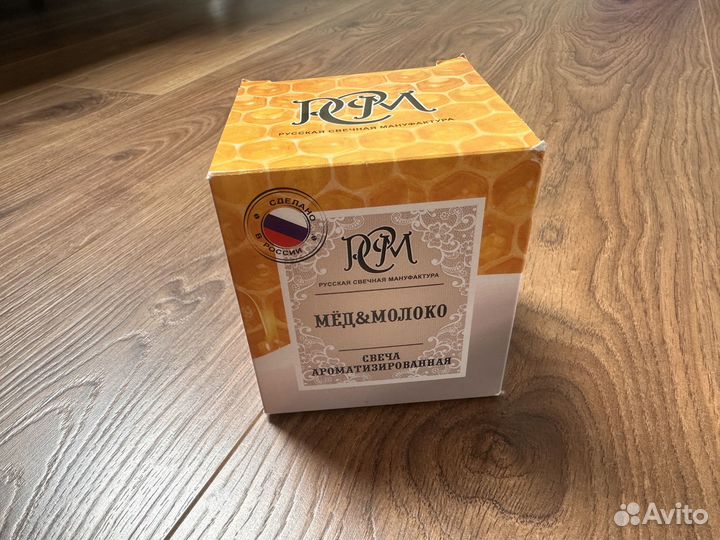 РСМ
РУССКАЯ СВЕЧНАЯ МАНУФАКТУРА
СДЕЛАНО
В РОССИИ
РСМ
РУССКАЯ СВЕЧНАЯ МАНУФАКТУРА
МЁД&МОЛОКО
СВЕЧА
АРОМАТИЗИРОВАННАЯ
Avito